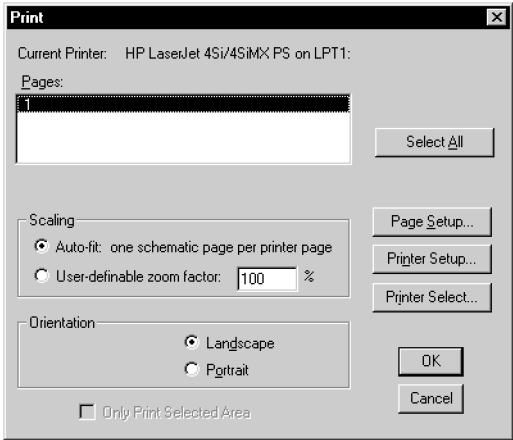 Print
Current Printer: HP LaserJet 4Si/4SiMX PS on LPT1:
Pages:
1
Select All
Scaling
Auto-fit: one schematic page per printer page
User-definable zoom factor: 100 %
Page Setup...
Printer Setup...
Printer Select...
Orientation
Landscape
Portrait
OK
Cancel
Only Print Selected Area